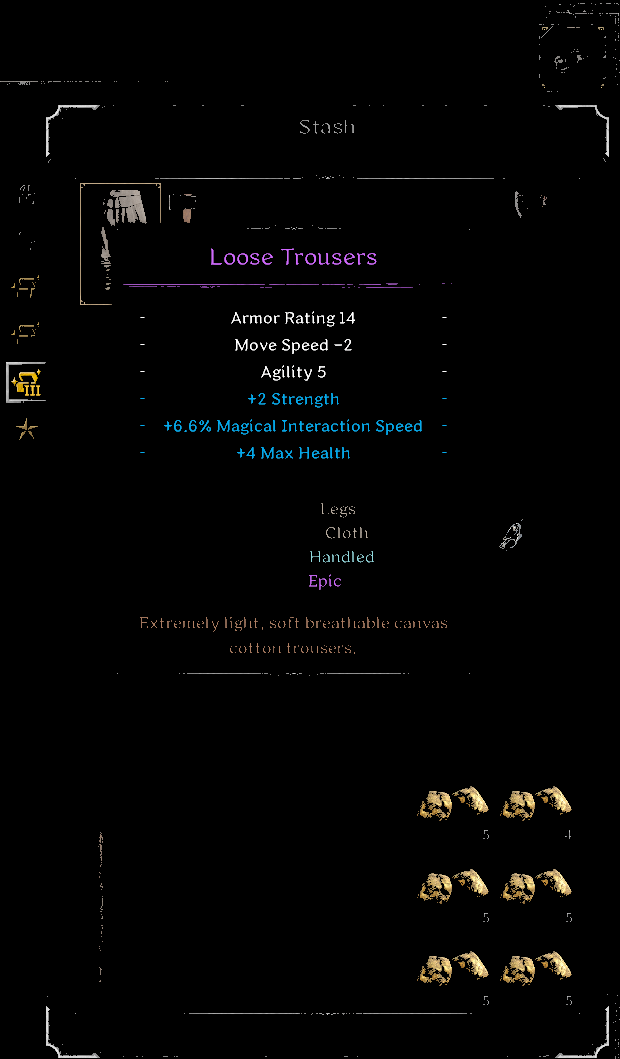 Stash
Loose Trousers
- Armor Rating 14 -
- Move Speed -2 -
- Agility 5 -
- +2 Strength -
- +6.6% Magical Interaction Speed -
- +4 Max Health -
Legs
Cloth
Handled
Epic
Extremely light, soft breathable canvas
cotton trousers.
III
5 4
5 5
5 5